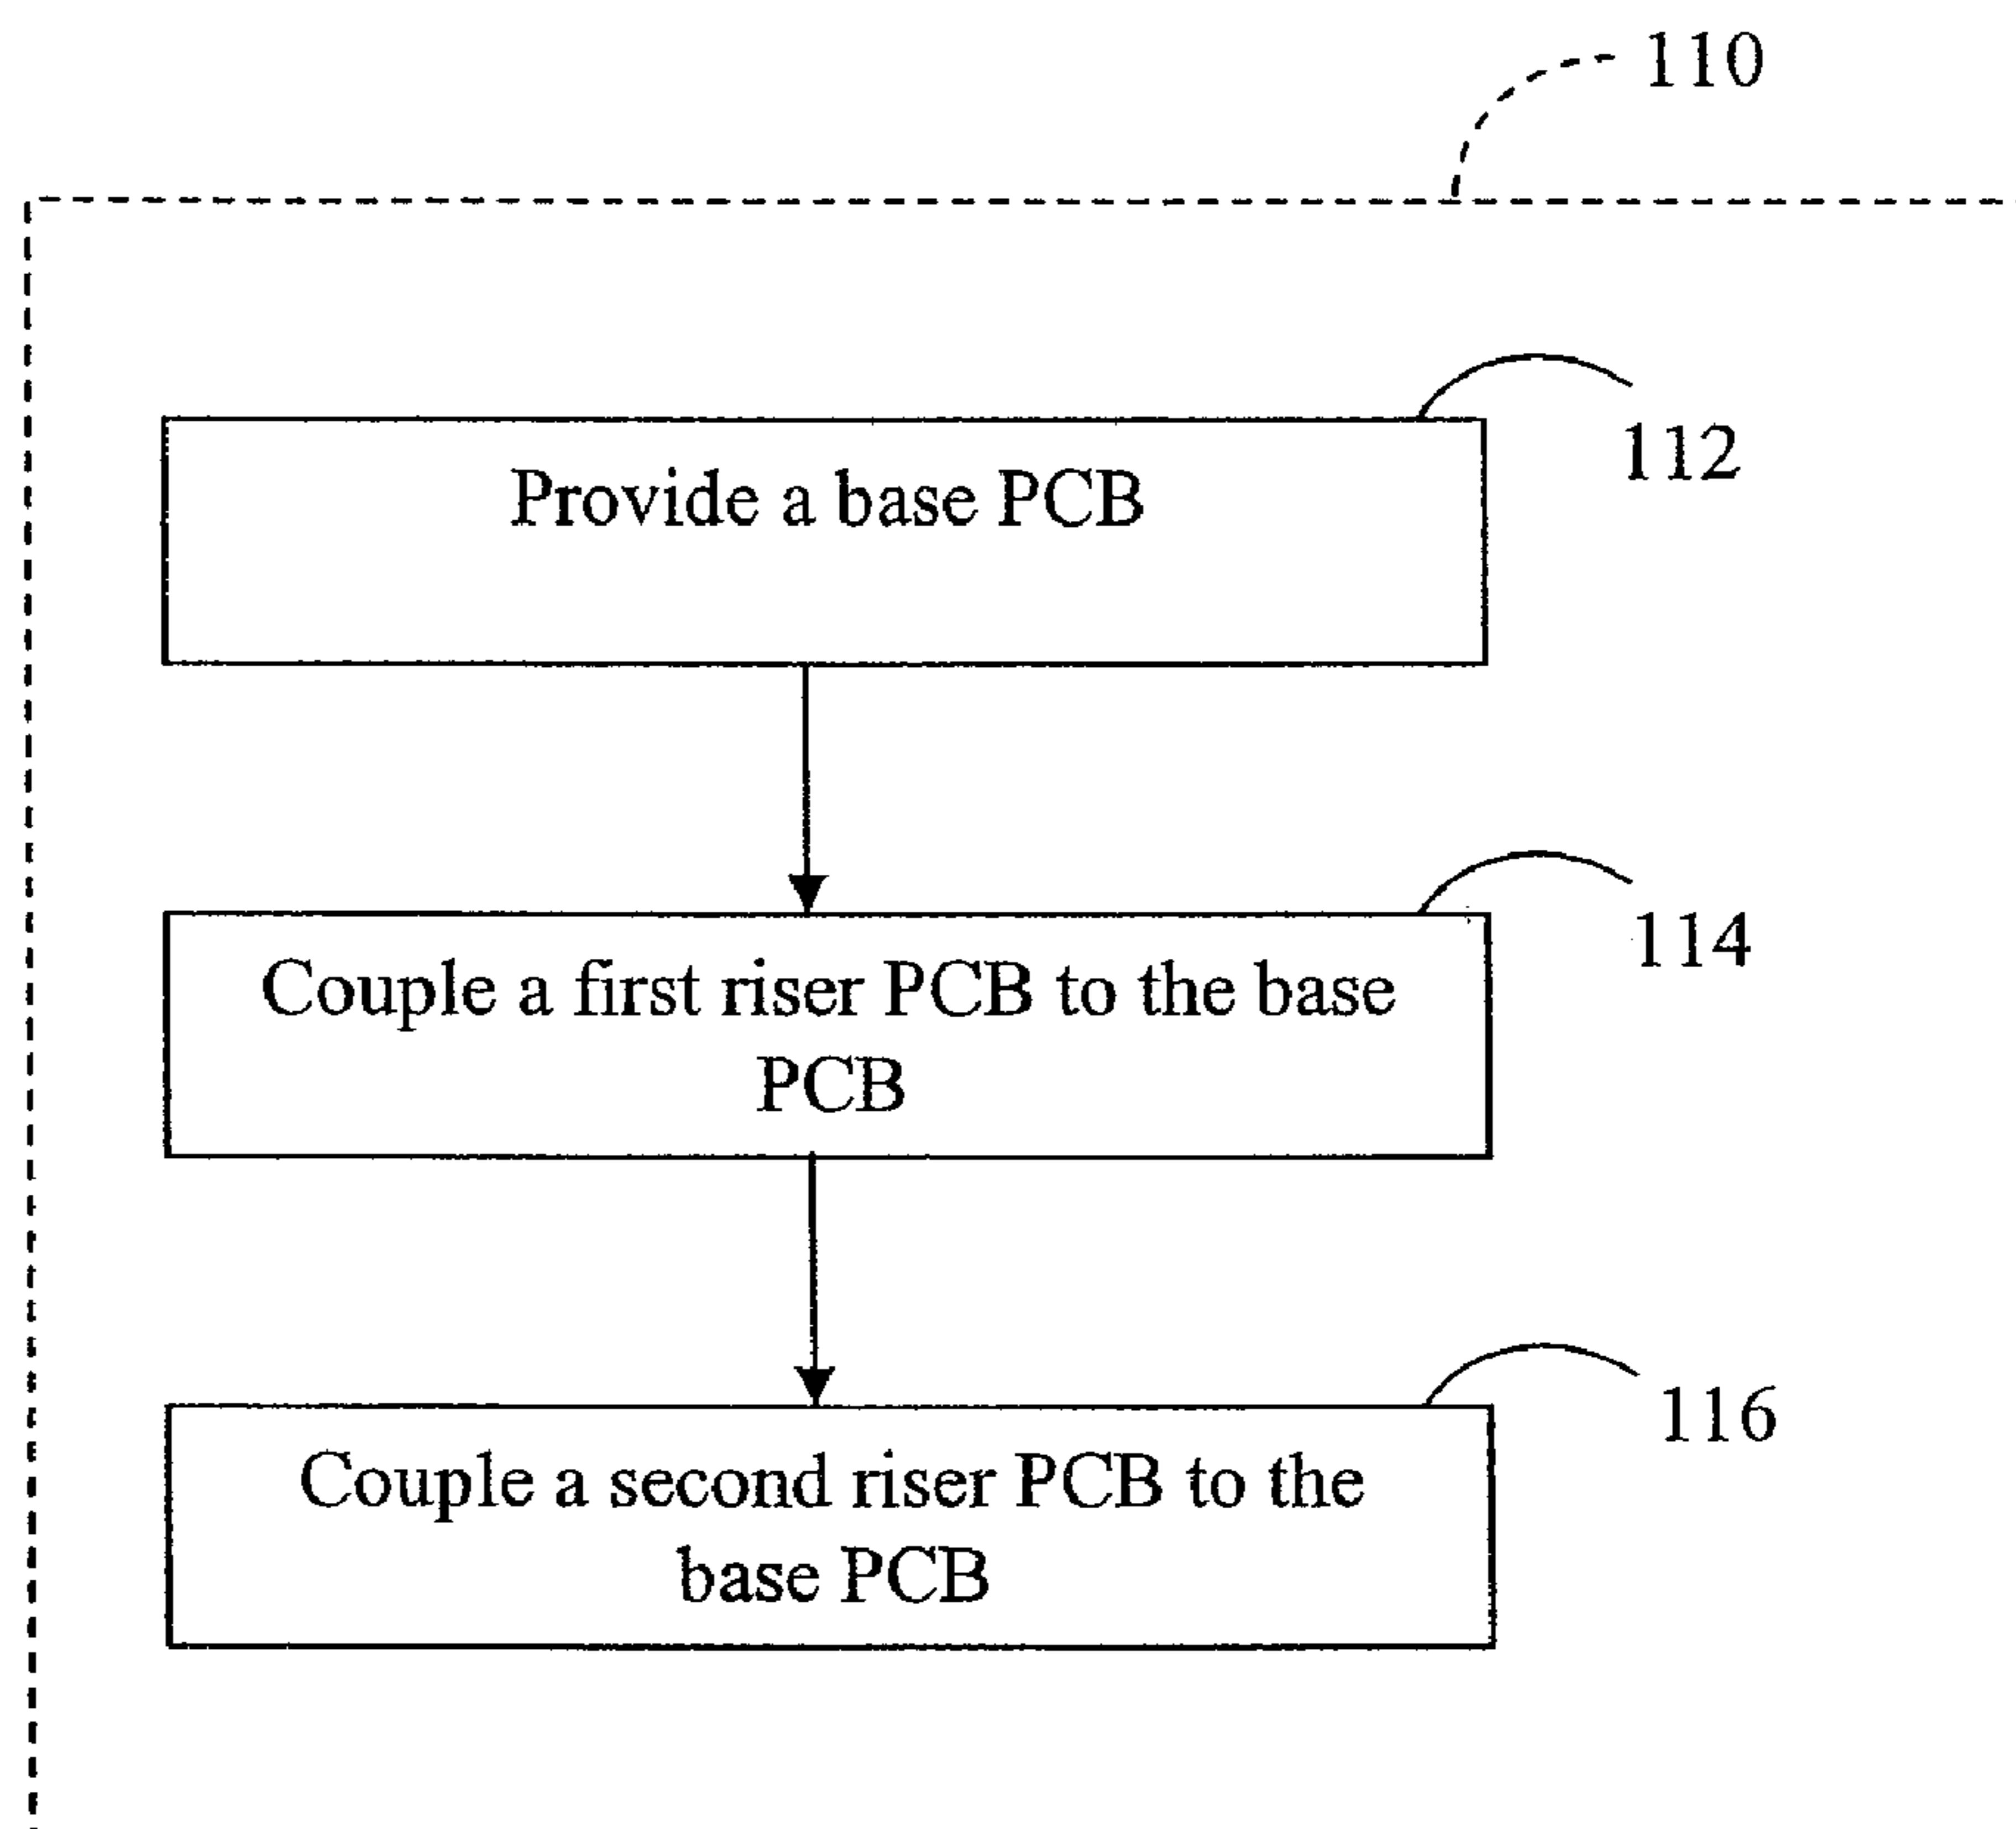 110
112
Provide a base PCB
114
Couple a first riser PCB to the base
PCB
116
Couple a second riser PCB to the
base PCB